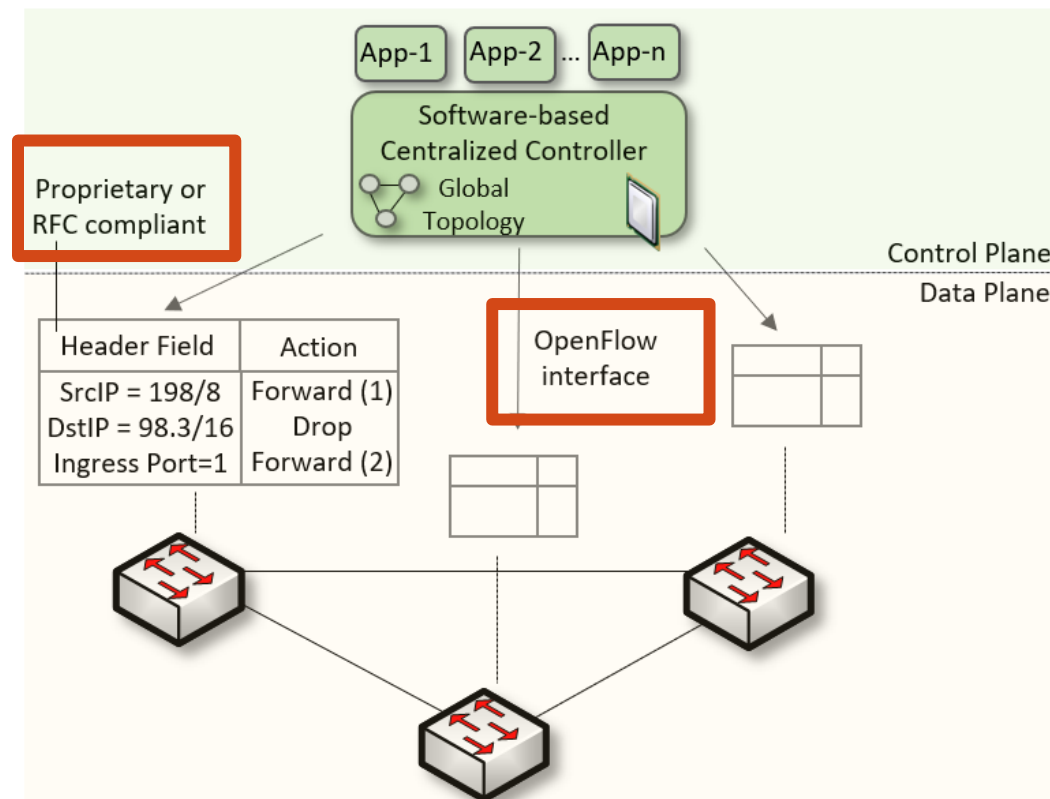 App-1 App-2 ... App-n
Software-based
Centralized Controller
Global
Topology
Proprietary or
RFC compliant
Control Plane
Data Plane
Header Field Action
SrcIP = 198/8 Forward (1)
DstIP = 98.3/16 Drop
Ingress Port=1 Forward (2)
OpenFlow
interface